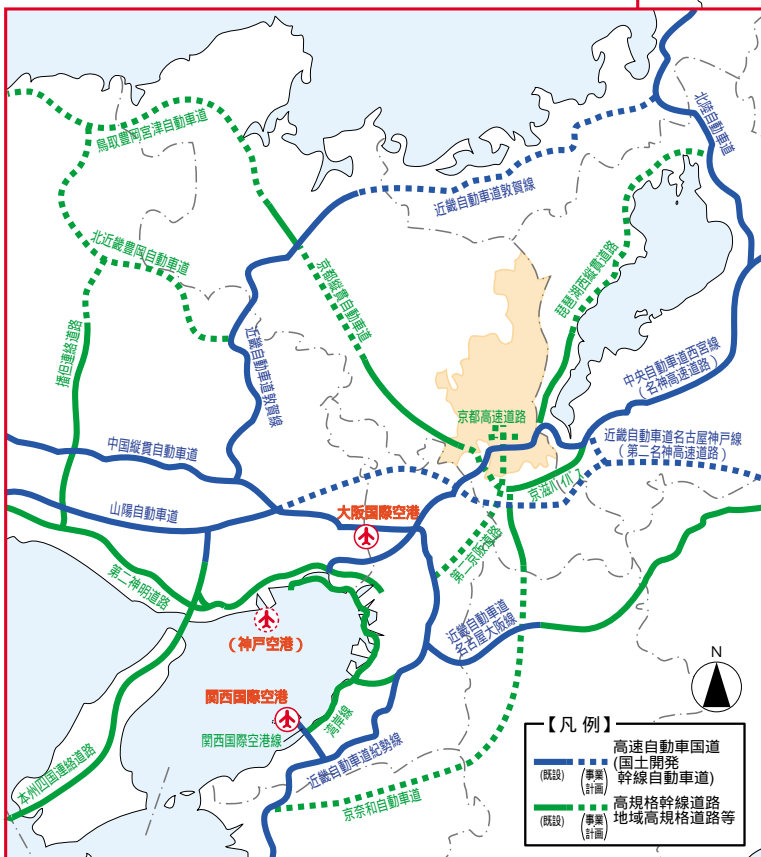 北陸自動車道
鳥取豊岡宮津自動車道
近畿自動車道敦賀線
北近畿豊岡自動車道
京都縦貫自動車道
琵琶湖西縦貫道路
播但連絡道路
近畿自動車道敦賀線
中央自動車道西宮線
(名神高速道路)
京都高速道路
中国縦貫自動車道
近畿自動車道名古屋神戸線
(第二名神高速道路)
京滋バイパス
山陽自動車道
大阪国際空港
第二京阪道路
第二神明道路
(神戸空港)
近畿自動車道
名古屋大阪線
関西国際空港
湾岸線
関西国際空港線
近畿自動車道紀勢線
本州四国連絡道路
京奈和自動車道
N
【凡 例】
高速自動車国道
(国土開発
幹線自動車道)
(既設)
(事業
計画)
高規格幹線道路
地域高規格道路等
(既設)
(事業
計画)